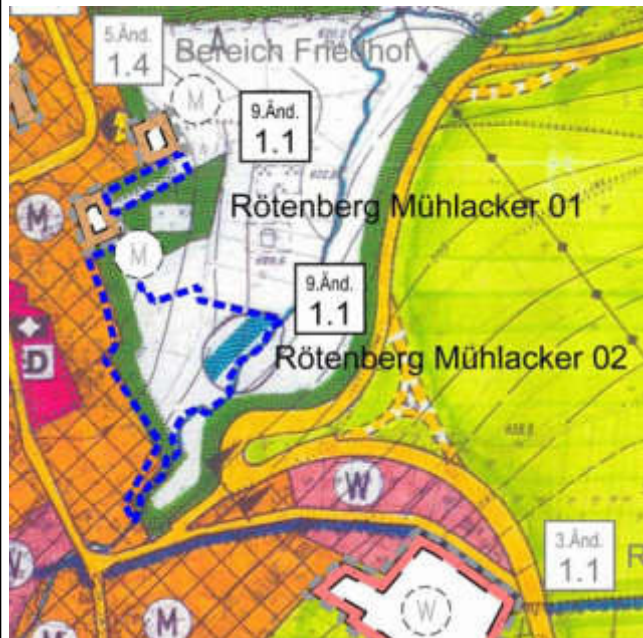 5.Änd.
1.4
Bereich Friedhof
M
9.Änd.
1.1
Rötenberg Mühlacker 01
M
M
9.Änd.
1.1
Rötenberg Mühlacker 02
D
W
M
3.Änd.
1.1
R
W
M
M